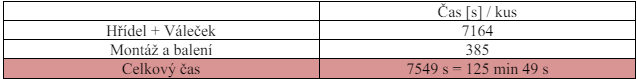 Čas [s] / kus
Hřídel + Váleček 7164
Montáž a balení 385
Celkový čas 7549 s = 125 min 49 s